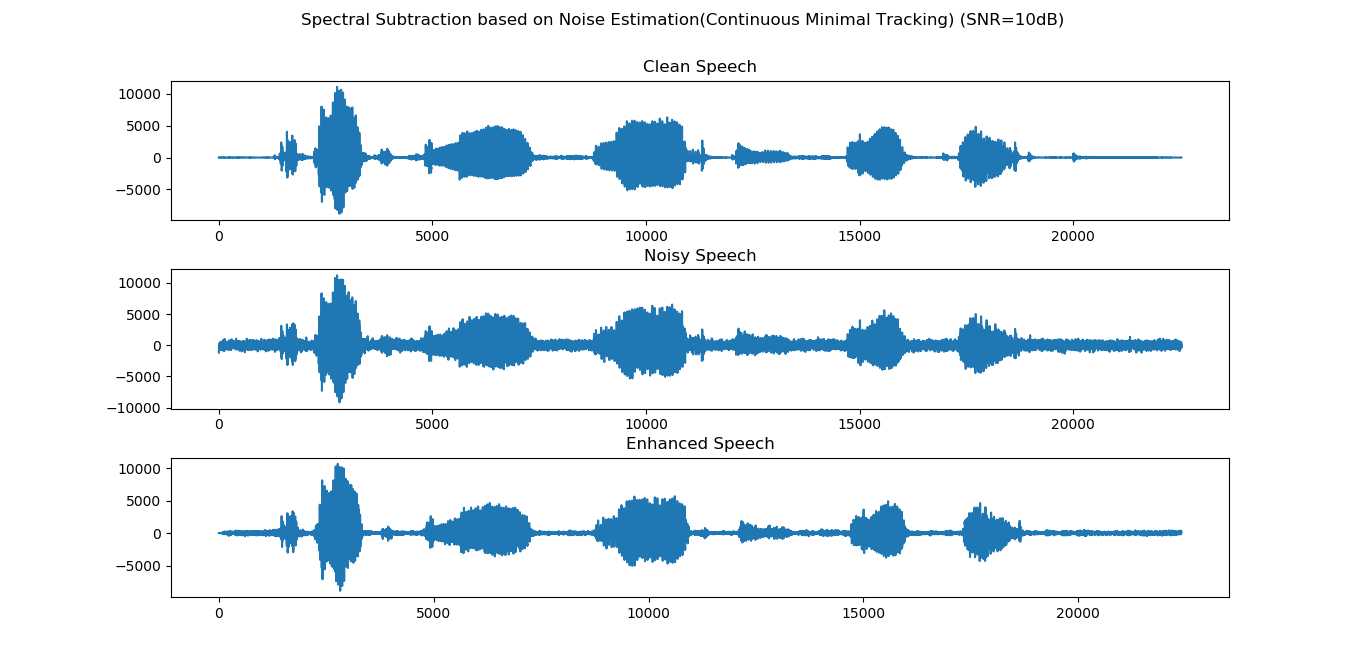 Spectral Subtraction based on Noise Estimation(Continuous Minimal Tracking) (SNR=10dB)
Clean Speech
10000
5000
0
−5000
0 5000 10000 15000 20000
Noisy Speech
10000
5000
0
−5000
−10000
0 5000 10000 15000 20000
Enhanced Speech
10000
5000
0
−5000
0 5000 10000 15000 20000